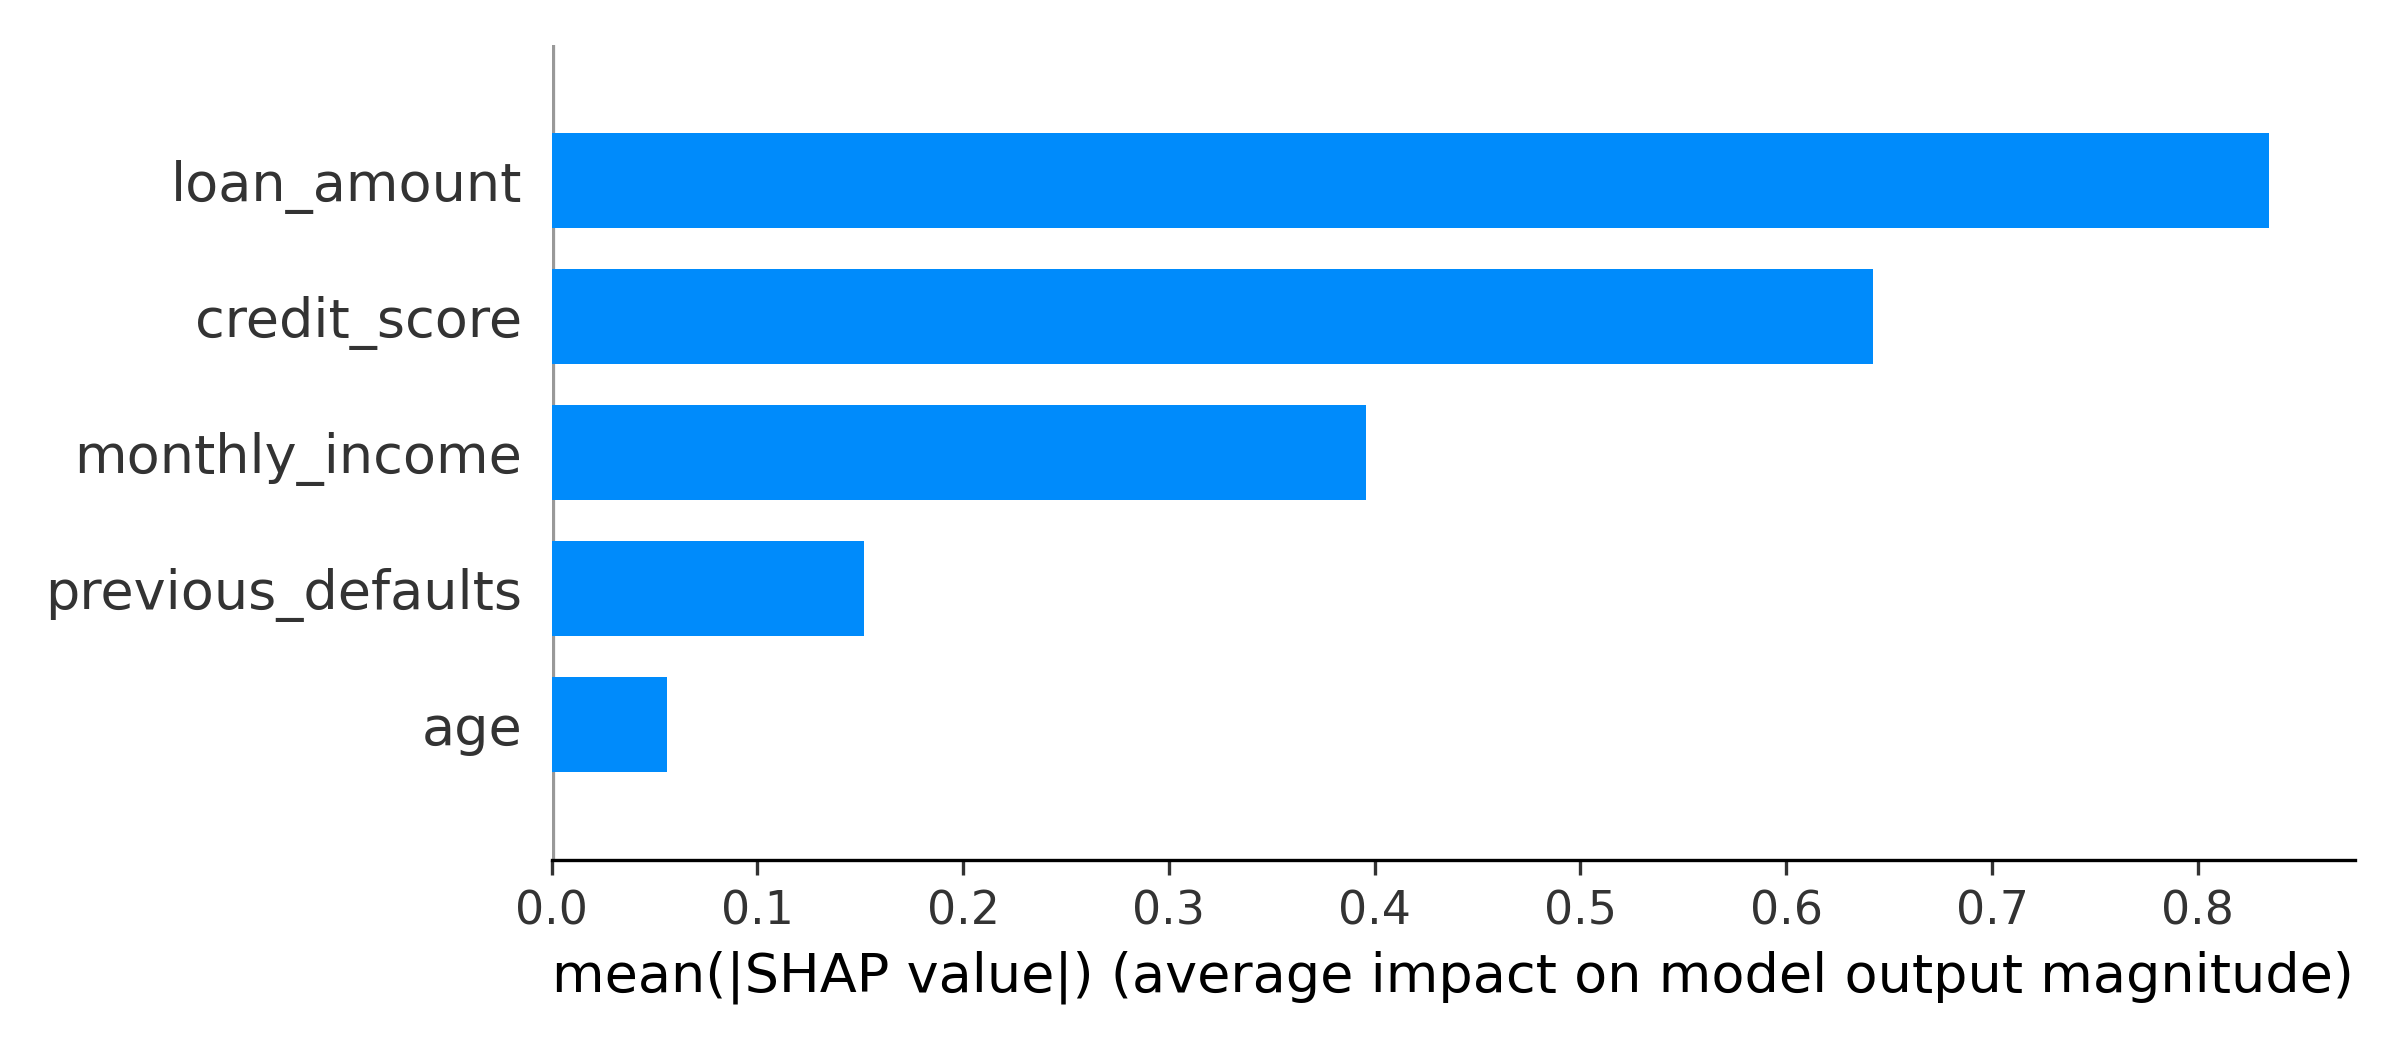 loan_amount
credit_score
monthly_income
previous_defaults
age
0.0 0.1 0.2 0.3 0.4 0.5 0.6 0.7 0.8
mean(|SHAP value|) (average impact on model output magnitude)